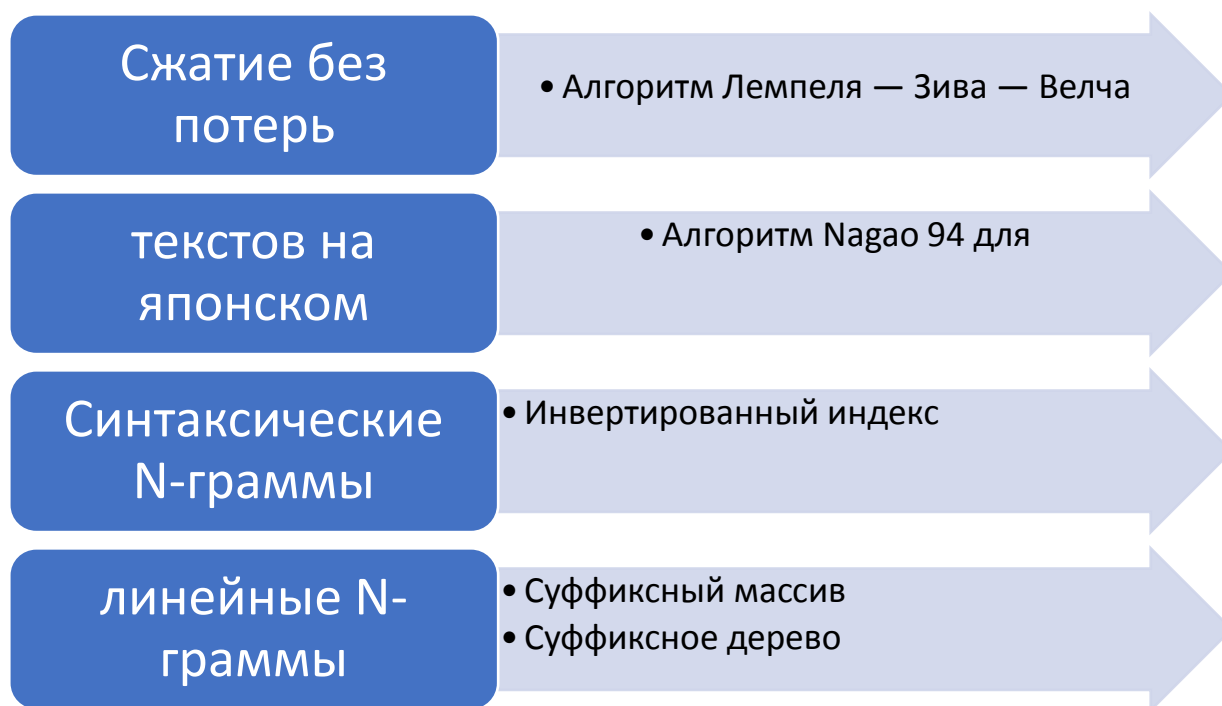 Сжатие без
потерь
• Алгоритм Лемпеля — Зива — Велча
текстов на
японском
• Алгоритм Nagao 94 для
Синтаксические
N-граммы
• Инвертированный индекс
линейные N-
граммы
• Суффиксный массив
• Суффиксное дерево